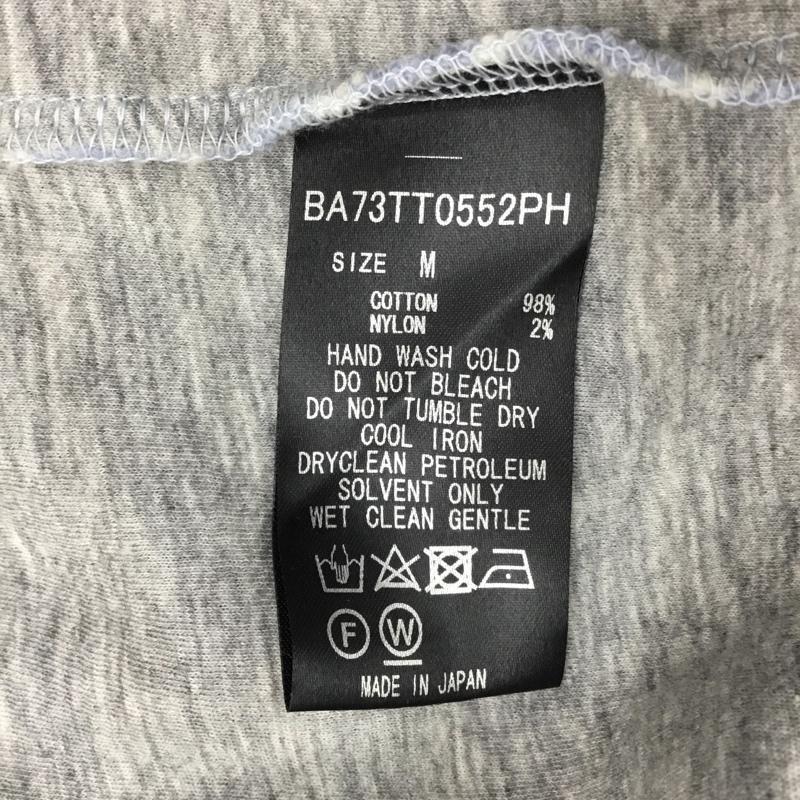 BA73TT0552PH
SIZE M
COTTON 98%
NYLON 2%
HAND WASH COLD
DO NOT BLEACH
DO NOT TUMBLE DRY
COOL IRON
DRYCLEAN PETROLEUM
SOLVENT ONLY
WET CLEAN GENTLE
F W
MADE IN JAPAN